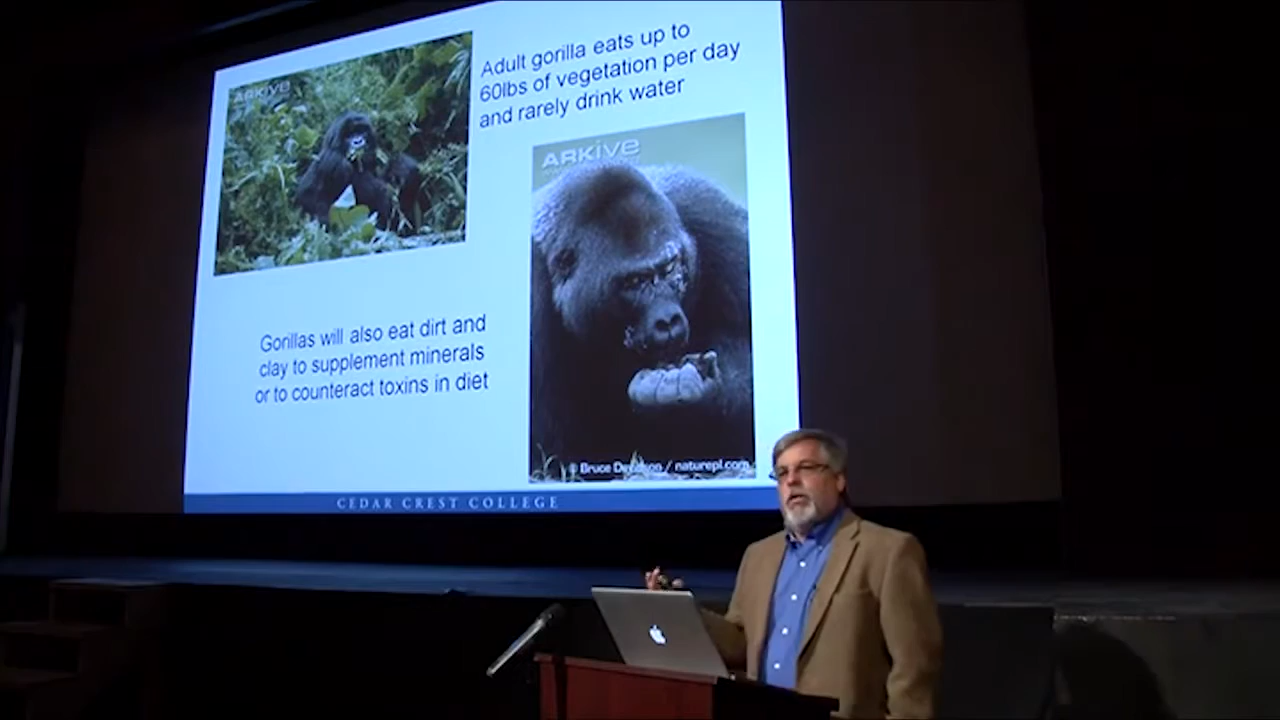 ARKive
Adult gorilla eats up to
60lbs of vegetation per day
and rarely drink water
ARKive
Gorillas will also eat dirt and
clay to supplement minerals
or to counteract toxins in diet
© Bruce Davidson / naturepl.com
CEDAR CREST COLLEGE